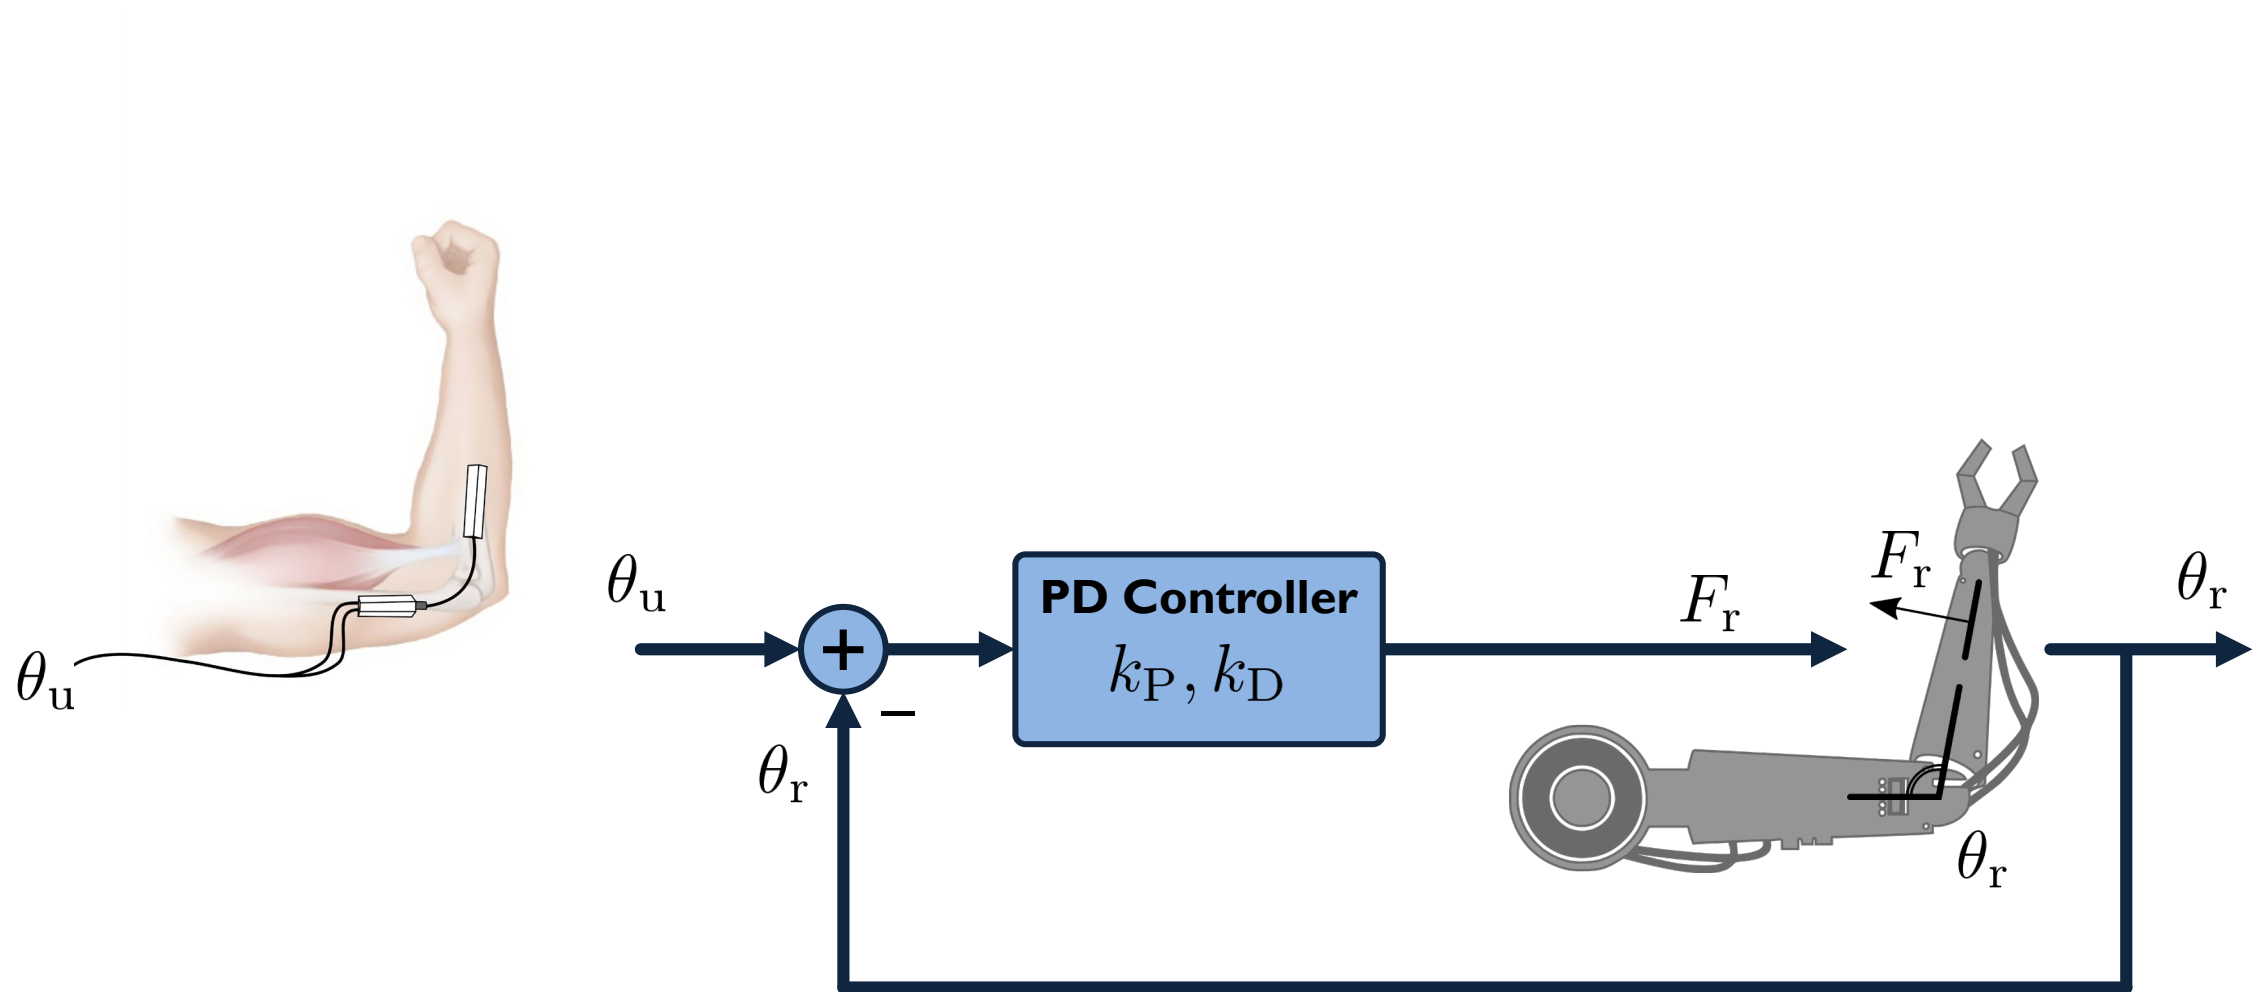 θu
θu
+
−
θr
PD Controller
kP, kD
Fr
Fr
θr
θr